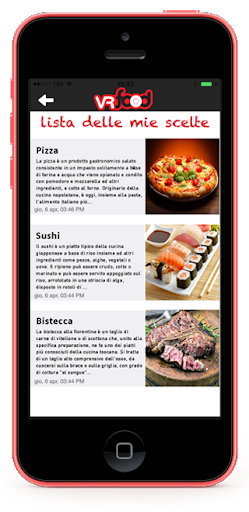 VRfood
lista delle mie scelte
Pizza
La pizza è un prodotto gastronomico salato
consistente in un impasto solitamente a base
di farina e acqua che viene spianato e condito
con pomodoro e mozzarella ed altri
ingredienti, e cotto al forno. Originario della
cucina napoletana, è oggi, insieme alla pasta,
l'alimento italiano più...
gio, 6 apr, 03:46 PM
Sushi
Il sushi è un piatto tipico della cucina
giapponese a base di riso insieme ad altri
ingredienti come pesce, alghe, vegetali o
uova. Il ripieno può essere crudo, cotto o
marinato e può essere servito appoggiato sul
riso, arrotolato in una striscia di alga,
disposto in rotoli di ...
gio, 6 apr, 03:44 PM
Bistecca
La bistecca alla fiorentina è un taglio di
carne di vitellone o di scottona che, unito alla
specifica preparazione, ne fa uno dei piatti
più conosciuti della cucina toscana. Si tratta
di un taglio alto comprensivo dell'osso, da
cuocersi sulla brace o sulla griglia, con grado
di cottura "al sangue"...
gio, 6 apr, 03:44 PM